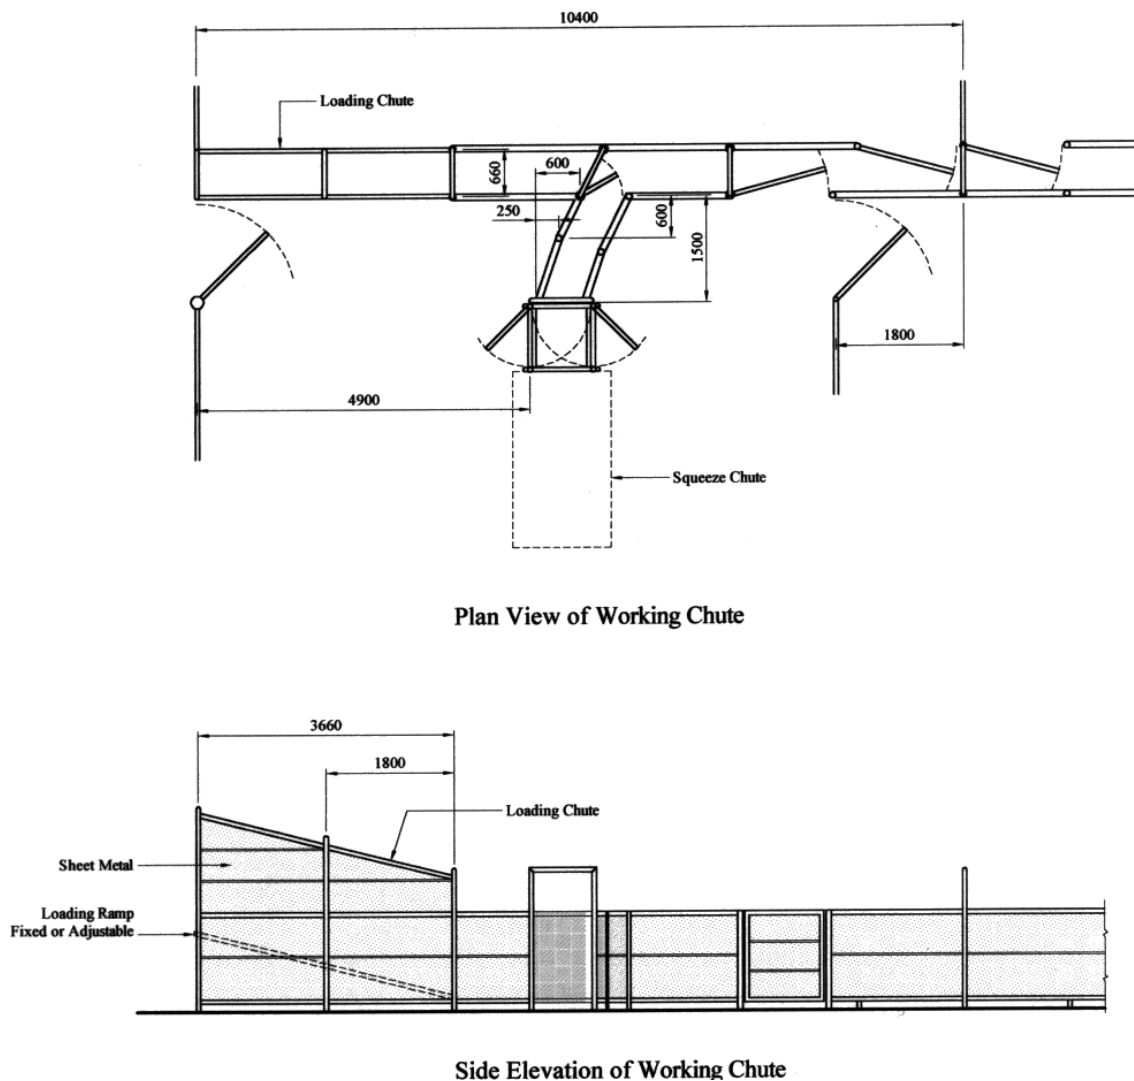 10400
Loading Chute
660
600
250
600
1500
1800
4900
Squeeze Chute
Plan View of Working Chute
3660
1800
Loading Chute
Sheet Metal
Loading Ramp
Fixed or Adjustable
Side Elevation of Working Chute